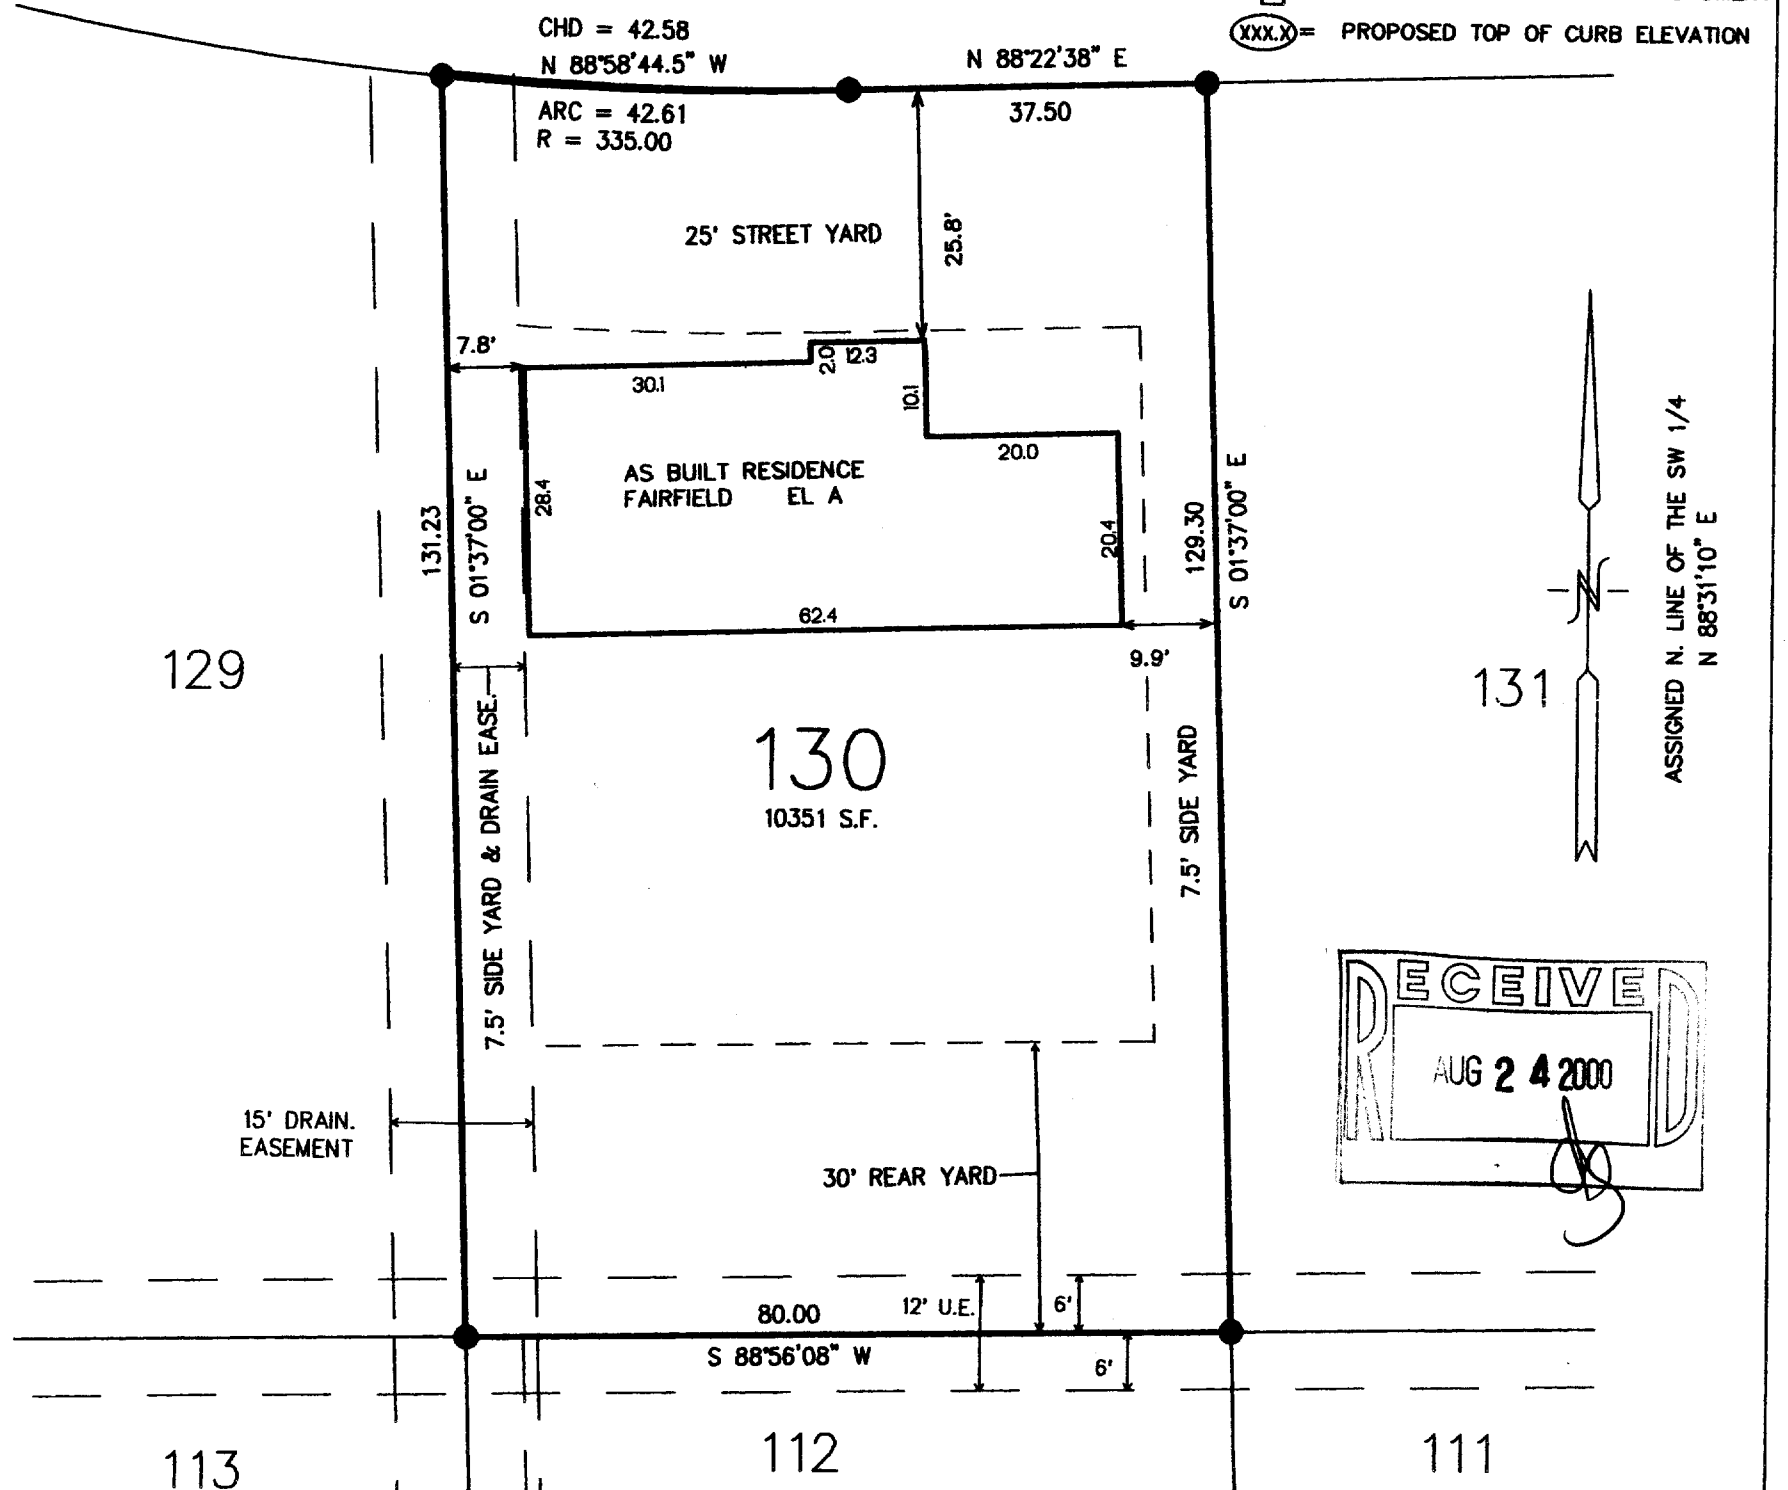 CHD = 42.58
N 88°58'44.5" W
ARC = 42.61
R = 335.00
N 88°22'38" E
37.50
XXX.X = PROPOSED TOP OF CURB ELEVATION
25' STREET YARD
25.8'
7.8'
30.1
2.0
12.3
10.1
20.0
AS BUILT RESIDENCE
FAIRFIELD EL A
28.4
20.4
62.4
9.9'
131.23
S 01°37'00" E
129.30
S 01°37'00" E
ASSIGNED N. LINE OF THE SW 1/4
N 88°31'10" E
N
129
130
10351 S.F.
131
7.5' SIDE YARD & DRAIN EASE.
7.5' SIDE YARD
RECEIVED
AUG 24 2000
15' DRAIN.
EASEMENT
30' REAR YARD
80.00
12' U.E.
6'
S 88°56'08" W
6'
113
112
111